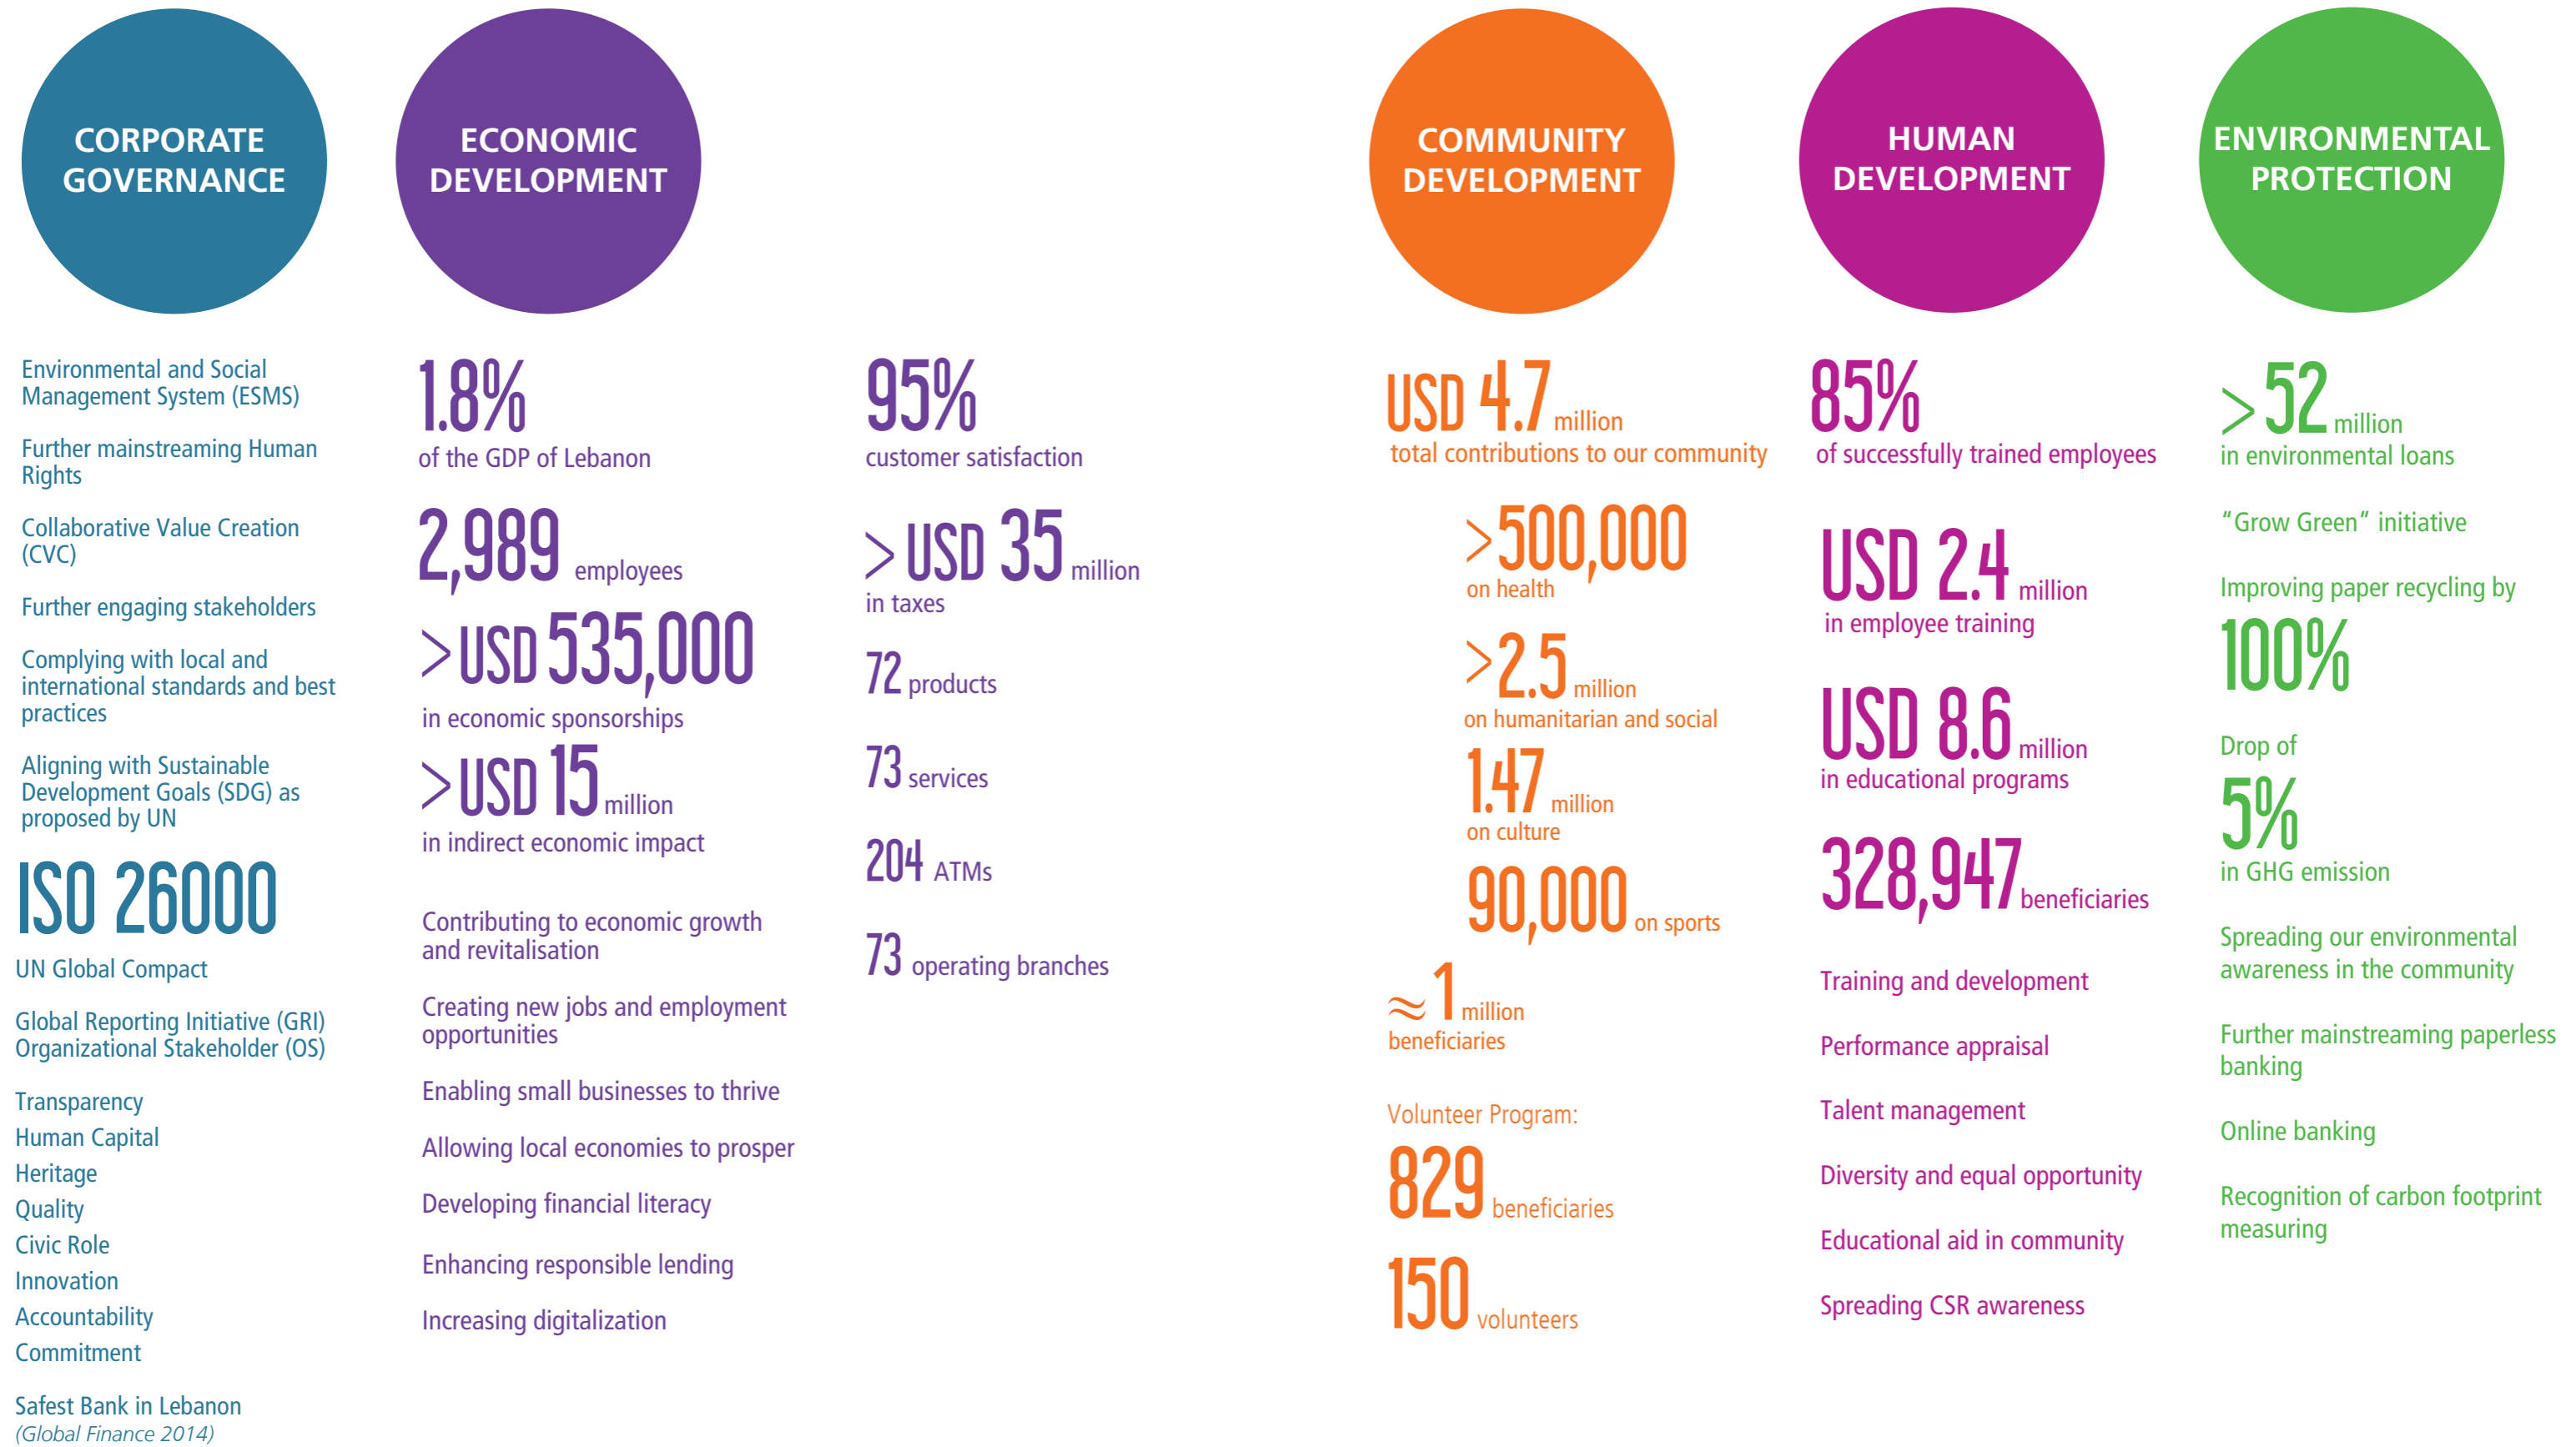 CORPORATE
GOVERNANCE
Environmental and Social
Management System (ESMS)
Further mainstreaming Human
Rights
Collaborative Value Creation
(CVC)
Further engaging stakeholders
Complying with local and
international standards and best
practices
Aligning with Sustainable
Development Goals (SDG) as
proposed by UN
ISO 26000
UN Global Compact
Global Reporting Initiative (GRI)
Organizational Stakeholder (OS)
Transparency
Human Capital
Heritage
Quality
Civic Role
Innovation
Accountability
Commitment
Safest Bank in Lebanon
(Global Finance 2014)
ECONOMIC
DEVELOPMENT
1.8%
of the GDP of Lebanon
2,989 employees
> USD 535,000
in economic sponsorships
> USD 15 million
in indirect economic impact
Contributing to economic growth
and revitalisation
Creating new jobs and employment
opportunities
Enabling small businesses to thrive
Allowing local economies to prosper
Developing financial literacy
Enhancing responsible lending
Increasing digitalization
95%
customer satisfaction
> USD 35 million
in taxes
72 products
73 services
204 ATMs
73 operating branches
COMMUNITY
DEVELOPMENT
USD 4.7 million
total contributions to our community
>500,000
on health
>2.5 million
on humanitarian and social
1.47 million
on culture
90,000 on sports
≈ 1 million
beneficiaries
Volunteer Program:
829 beneficiaries
150 volunteers
HUMAN
DEVELOPMENT
85%
of successfully trained employees
USD 2.4 million
in employee training
USD 8.6 million
in educational programs
328,947 beneficiaries
Training and development
Performance appraisal
Talent management
Diversity and equal opportunity
Educational aid in community
Spreading CSR awareness
ENVIRONMENTAL
PROTECTION
> 52 million
in environmental loans
“Grow Green” initiative
Improving paper recycling by
100%
Drop of
5%
in GHG emission
Spreading our environmental
awareness in the community
Further mainstreaming paperless
banking
Online banking
Recognition of carbon footprint
measuring